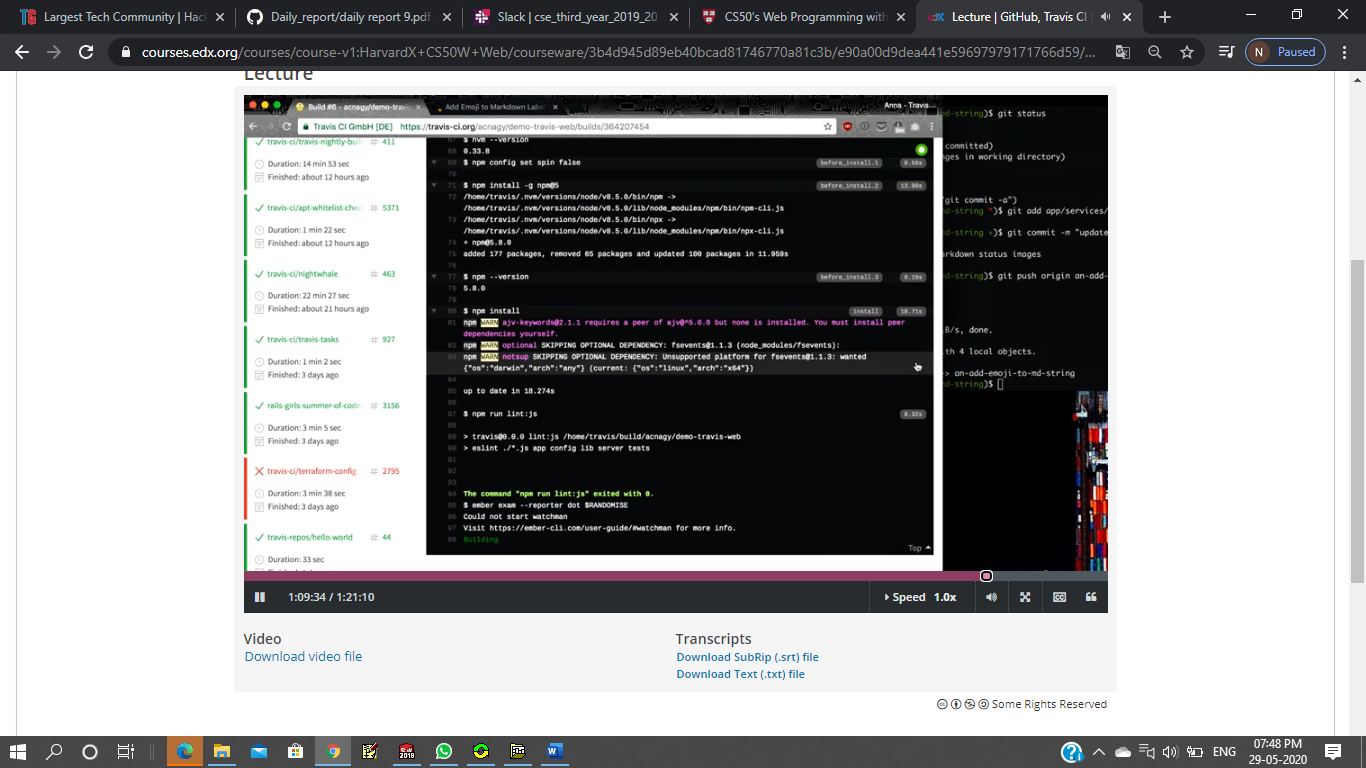 Largest Tech Community | Hac
Daily_report/daily report 9.pdf
Slack | cse_third_year_2019_20
CS50's Web Programming with
Lecture | GitHub, Travis CI
courses.edx.org/courses/course-v1:HarvardX+CS50W+Web/courseware/3b4d945d89eb40bcad81746770a81c3b/e90a00d9dea441e59697979171766d59/...
N Paused
Lecture
Build #6 - acnagy/demo-travis
Add Emoji to Markdown Label
Anna - Travis...
Travis CI GmbH [DE] https://travis-ci.org/acnagy/demo-travis-web/builds/364207454
travis-ci/travis-nightly-bui # 411
Duration: 14 min 53 sec
Finished: about 12 hours ago
travis-ci/apt-whitelist-chec # 5371
Duration: 1 min 22 sec
Finished: about 12 hours ago
travis-ci/nightwhale # 463
Duration: 22 min 27 sec
Finished: about 21 hours ago
travis-ci/travis-tasks # 927
Duration: 1 min 2 sec
Finished: 3 days ago
rails-girls-summer-of-code # 3156
Duration: 3 min 5 sec
Finished: 3 days ago
travis-ci/terraform-config # 2795
Duration: 3 min 38 sec
Finished: 3 days ago
travis-repos/hello-world # 44
Duration: 33 sec
$ nvm --version
68 0.33.8
69 $ npm config set spin false before_install.1 0.56s
70
71 $ npm install -g npm@5 before_install.2 13.90s
72 /home/travis/.nvm/versions/node/v8.5.0/bin/npm ->
/home/travis/.nvm/versions/node/v8.5.0/lib/node_modules/npm/bin/npm-cli.js
73 /home/travis/.nvm/versions/node/v8.5.0/bin/npx ->
/home/travis/.nvm/versions/node/v8.5.0/lib/node_modules/npm/bin/npx-cli.js
74 + npm@5.8.0
75 added 177 packages, removed 65 packages and updated 100 packages in 11.959s
77 $ npm --version before_install.3 0.19s
78 5.8.0
79
80 $ npm install install 18.71s
81 npm WARN ajv-keywords@2.1.1 requires a peer of ajv@^5.0.0 but none is installed. You must install peer
dependencies yourself.
82 npm WARN optional SKIPPING OPTIONAL DEPENDENCY: fsevents@1.1.3 (node_modules/fsevents):
83 npm WARN notsup SKIPPING OPTIONAL DEPENDENCY: Unsupported platform for fsevents@1.1.3: wanted
{"os":"darwin","arch":"any"} (current: {"os":"linux","arch":"x64"})
84
85 up to date in 18.274s
86
87 $ npm run lint:js 8.32s
88
89 > travis@0.0.0 lint:js /home/travis/build/acnagy/demo-travis-web
90 > eslint ./*.js app config lib server tests
91
92
93
94 The command "npm run lint:js" exited with 0.
95 $ ember exam --reporter dot $RANDOMISE
96 Could not start watchman
97 Visit https://ember-cli.com/user-guide/#watchman for more info.
98 Building
Top
md-string)$ git status
committed)
ges in working directory)
git commit -a")
md-string *)$ git add app/services/
md-string +)$ git commit -m "update
arkdown status images
md-string)$ git push origin an-add-
iB/s, done.
ith 4 local objects.
-> an-add-emoji-to-md-string
md-string)$
1:09:34 / 1:21:10
Speed 1.0x
Video
Download video file
Transcripts
Download SubRip (.srt) file
Download Text (.txt) file
Some Rights Reserved
ENG
07:48 PM
29-05-2020